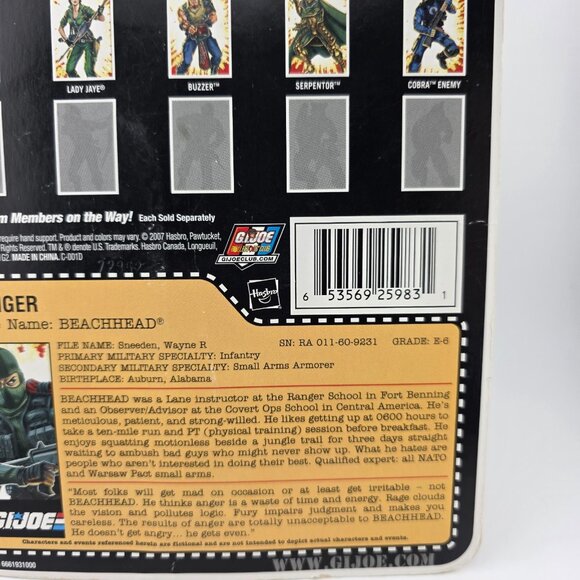 LADY JAYE™ BUZZER™ SERPENTOR™ COBRA™ ENEMY
m Members on the Way! Each Sold Separately
require hand support. Product and colors may vary. © 2007 Hasbro, Pawtucket,
Rights Reserved. TM & ® denote U.S. Trademarks. Hasbro Canada, Longueuil,
1G2. MADE IN CHINA. C-001D
GI JOE
GIJOECLUB.COM
Hasbro
6 53569 25983 1
NGER
Name: BEACHHEAD®
FILE NAME: Sneeden, Wayne R SN: RA 011-60-9231 GRADE: E-6
PRIMARY MILITARY SPECIALTY: Infantry
SECONDARY MILITARY SPECIALTY: Small Arms Armorer
BIRTHPLACE: Auburn, Alabama
BEACHHEAD was a Lane instructor at the Ranger School in Fort Benning
and an Observer/Advisor at the Covert Ops School in Central America. He's
meticulous, patient, and strong-willed. He likes getting up at 0600 hours to
take a ten-mile run and PT (physical training) session before breakfast. He
enjoys squatting motionless beside a jungle trail for three days straight
waiting to ambush bad guys who might never show up. What he hates are
people who aren't interested in doing their best. Qualified expert: all NATO
and Warsaw Pact small arms.
"Most folks will get mad on occasion or at least get irritable - not
BEACHHEAD. He thinks anger is a waste of time and energy. Rage clouds
the vision and pollutes logic. Fury impairs judgment and makes you
careless. The results of anger are totally unacceptable to BEACHHEAD.
He doesn't get angry... he gets even."
GIJOE
Characters and events referenced herein are fictional and are not intended to depict actual characters and events.
6661931000
WWW.GIJOE.COM